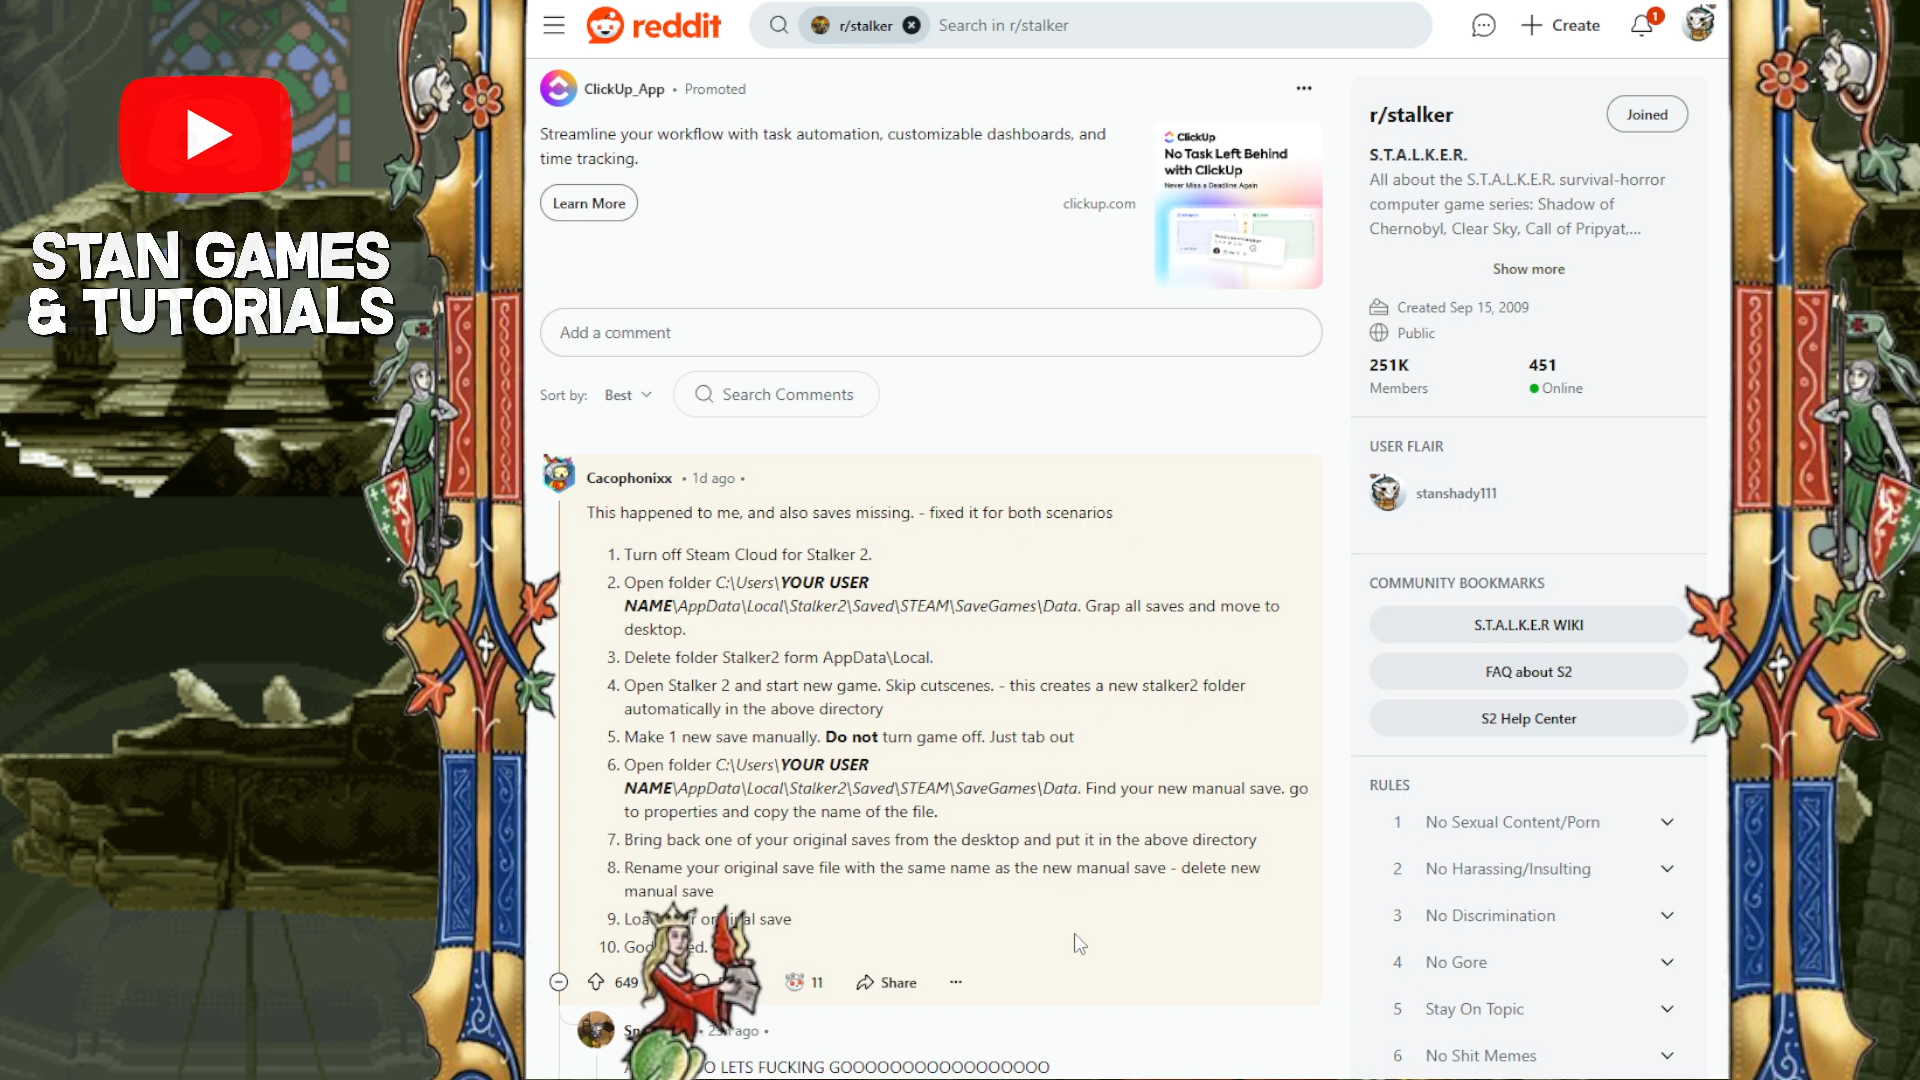 STAN GAMES
& TUTORIALS
reddit
r/stalker
Search in r/stalker
Create
1
ClickUp_App • Promoted
Streamline your workflow with task automation, customizable dashboards, and
time tracking.
Learn More
clickup.com
ClickUp
No Task Left Behind
with ClickUp
Never Miss a Deadline Again
Add a comment
Sort by: Best
Search Comments
Cacophonixx • 1d ago •
This happened to me, and also saves missing. - fixed it for both scenarios
1. Turn off Steam Cloud for Stalker 2.
2. Open folder C:\Users\YOUR USER
NAME\AppData\Local\Stalker2\Saved\STEAM\SaveGames\Data. Grap all saves and move to
desktop.
3. Delete folder Stalker2 form AppData\Local.
4. Open Stalker 2 and start new game. Skip cutscenes. - this creates a new stalker2 folder
automatically in the above directory
5. Make 1 new save manually. Do not turn game off. Just tab out
6. Open folder C:\Users\YOUR USER
NAME\AppData\Local\Stalker2\Saved\STEAM\SaveGames\Data. Find your new manual save. go
to properties and copy the name of the file.
7. Bring back one of your original saves from the desktop and put it in the above directory
8. Rename your original save file with the same name as the new manual save - delete new
manual save
9. save
10.
649
11
Share
ago •
LETS FUCKING GOOOOOOOOOOOOOOOOO
r/stalker
Joined
S.T.A.L.K.E.R.
All about the S.T.A.L.K.E.R. survival-horror
computer game series: Shadow of
Chernobyl, Clear Sky, Call of Pripyat,...
Show more
Created Sep 15, 2009
Public
251K 451
Members Online
USER FLAIR
stanshady111
COMMUNITY BOOKMARKS
S.T.A.L.K.E.R WIKI
FAQ about S2
S2 Help Center
RULES
1 No Sexual Content/Porn
2 No Harassing/Insulting
3 No Discrimination
4 No Gore
5 Stay On Topic
6 No Shit Memes